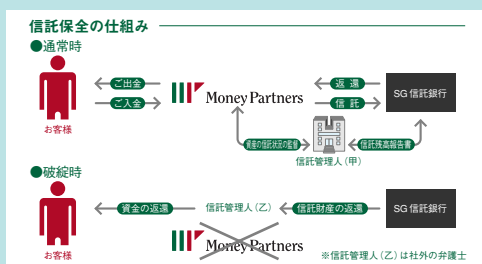 信託保全の仕組み
●通常時
ご出金
ご入金
お客様
Money Partners
返還
信託
SG 信託銀行
資産の信託状況の監督
信託残高報告書
信託管理人(甲)
●破綻時
資金の返還
信託管理人(乙)
信託財産の返還
SG 信託銀行
お客様
Money Partners
※信託管理人(乙)は社外の弁護士